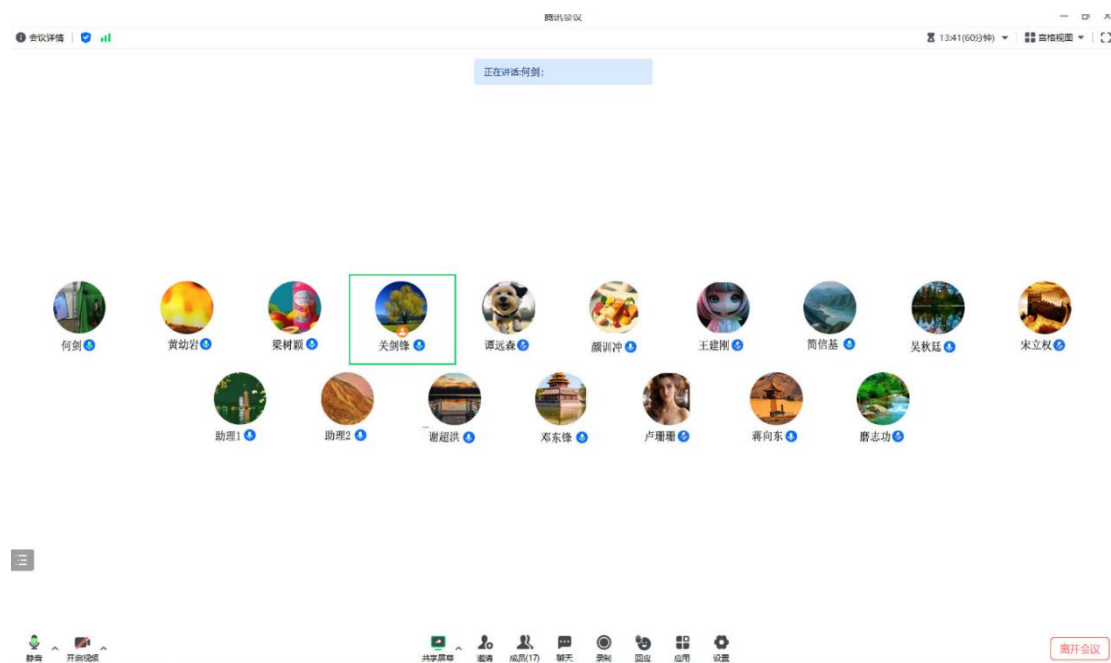 腾讯会议
会议详情
13:41(60分钟) 宫格视图
正在讲话:何剑;
何剑 黄幼岩 梁树颖 关剑锋 谭远森 颜训冲 王建刚 简信基 吴秋廷 宋立权
助理1 助理2 谢超洪 邓东锋 卢珊珊 蒋向东 磨志功
静音 开启视频 共享屏幕 邀请 成员(17) 聊天 录制 回应 应用 设置 离开会议